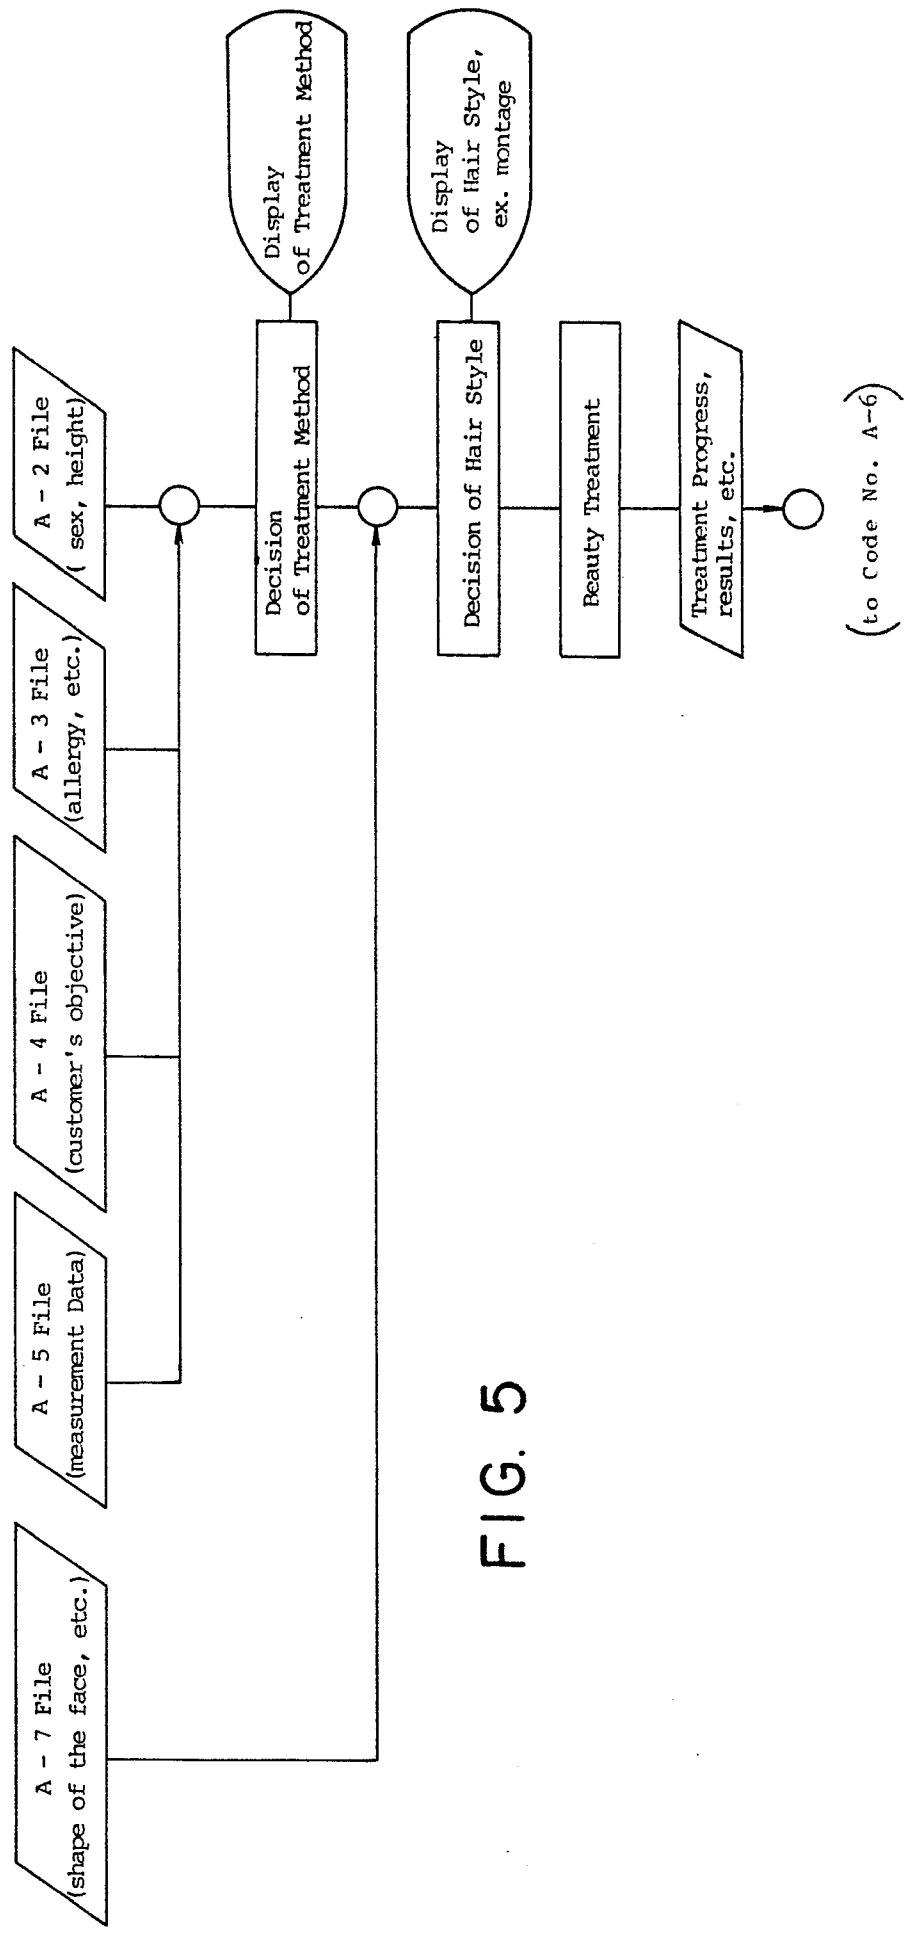 A - 7 File
(shape of the face, etc.)
A - 5 File
(measurement Data)
A - 4 File
(customer's objective)
A - 3 File
(allergy, etc.)
A - 2 File
( sex, height)
Decision
of Treatment Method
Display
of Treatment Method
Decision of Hair Style
Display
of Hair Style,
ex. montage
Beauty Treatment
Treatment Progress,
results, etc.
(to Code No. A-6)
FIG. 5